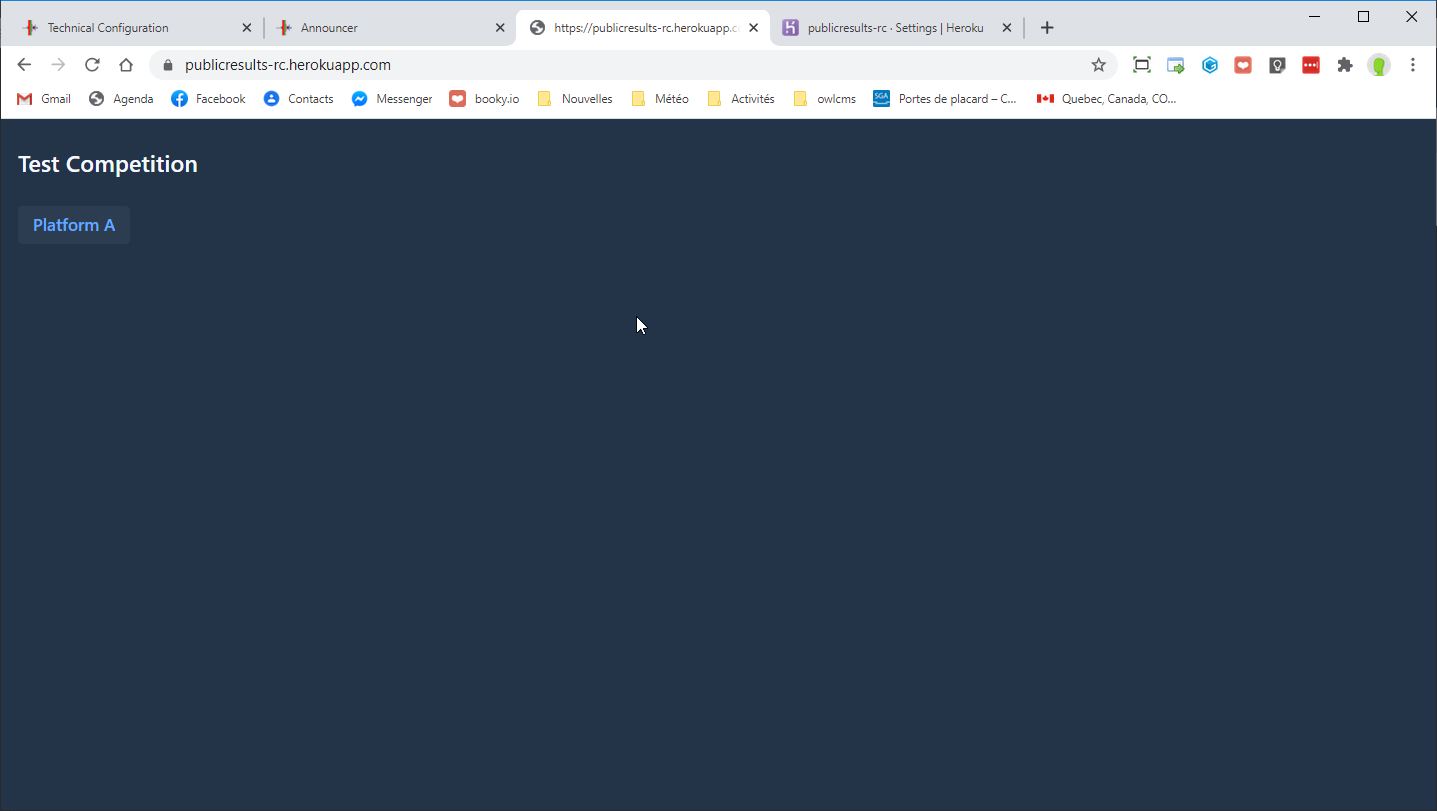 Technical Configuration
Announcer
https://publicresults-rc.herokuapp.c
publicresults-rc · Settings | Heroku
publicresults-rc.herokuapp.com
Gmail
Agenda
Facebook
Contacts
Messenger
booky.io
Nouvelles
Météo
Activités
owlcms
SGA
Portes de placard – C...
Quebec, Canada, CO...
Test Competition
Platform A